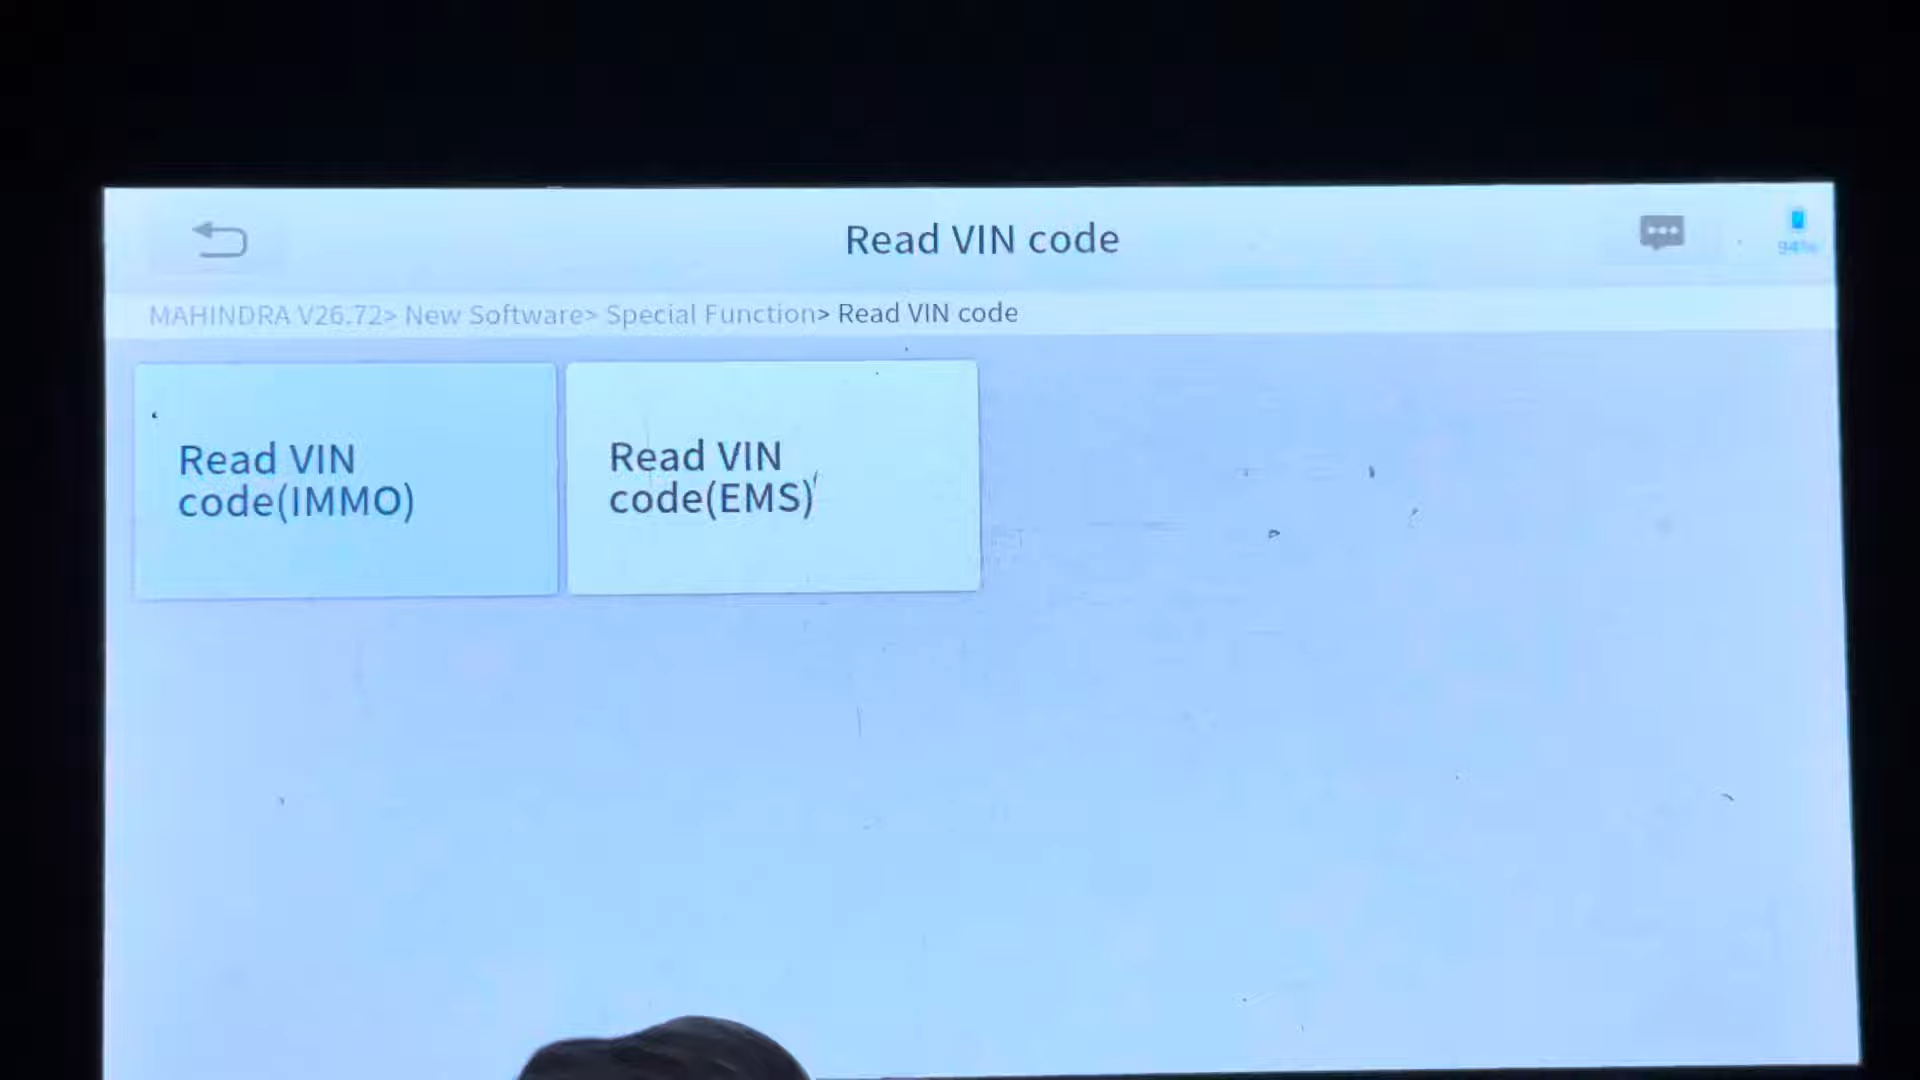 Read VIN code
94%
MAHINDRA V26.72> New Software> Special Function> Read VIN code
Read VIN
code(IMMO)
Read VIN
code(EMS)